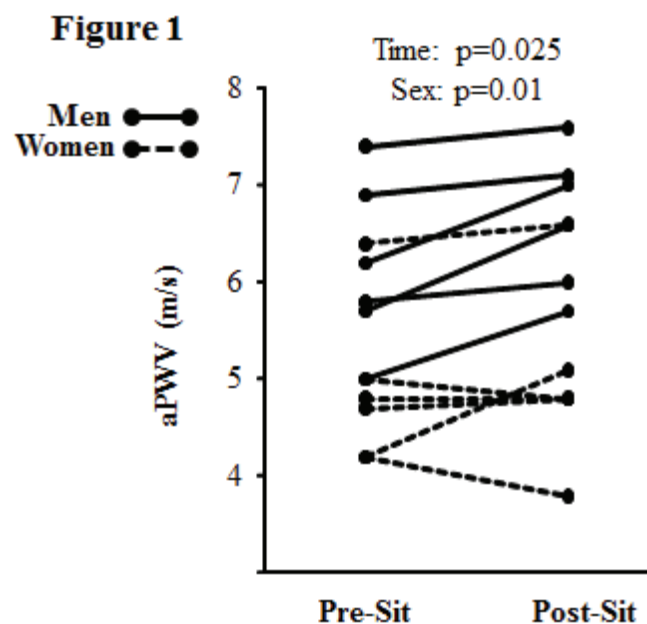 Figure 1
Time: p=0.025
Sex: p=0.01
Men
Women
8
7
6
5
4
aPWV (m/s)
Pre-Sit
Post-Sit